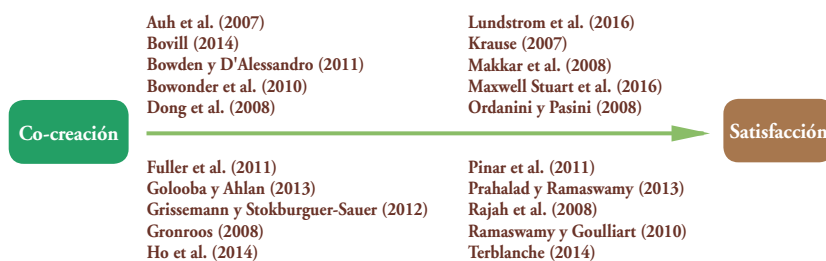 Auh et al. (2007)
Bovill (2014)
Bowden y D'Alessandro (2011)
Bowonder et al. (2010)
Dong et al. (2008)
Lundstrom et al. (2016)
Krause (2007)
Makkar et al. (2008)
Maxwell Stuart et al. (2016)
Ordanini y Pasini (2008)
Co-creación
Satisfacción
Fuller et al. (2011)
Golooba y Ahlan (2013)
Grissemann y Stokburguer-Sauer (2012)
Gronroos (2008)
Ho et al. (2014)
Pinar et al. (2011)
Prahalad y Ramaswamy (2013)
Rajah et al. (2008)
Ramaswamy y Goulliart (2010)
Terblanche (2014)